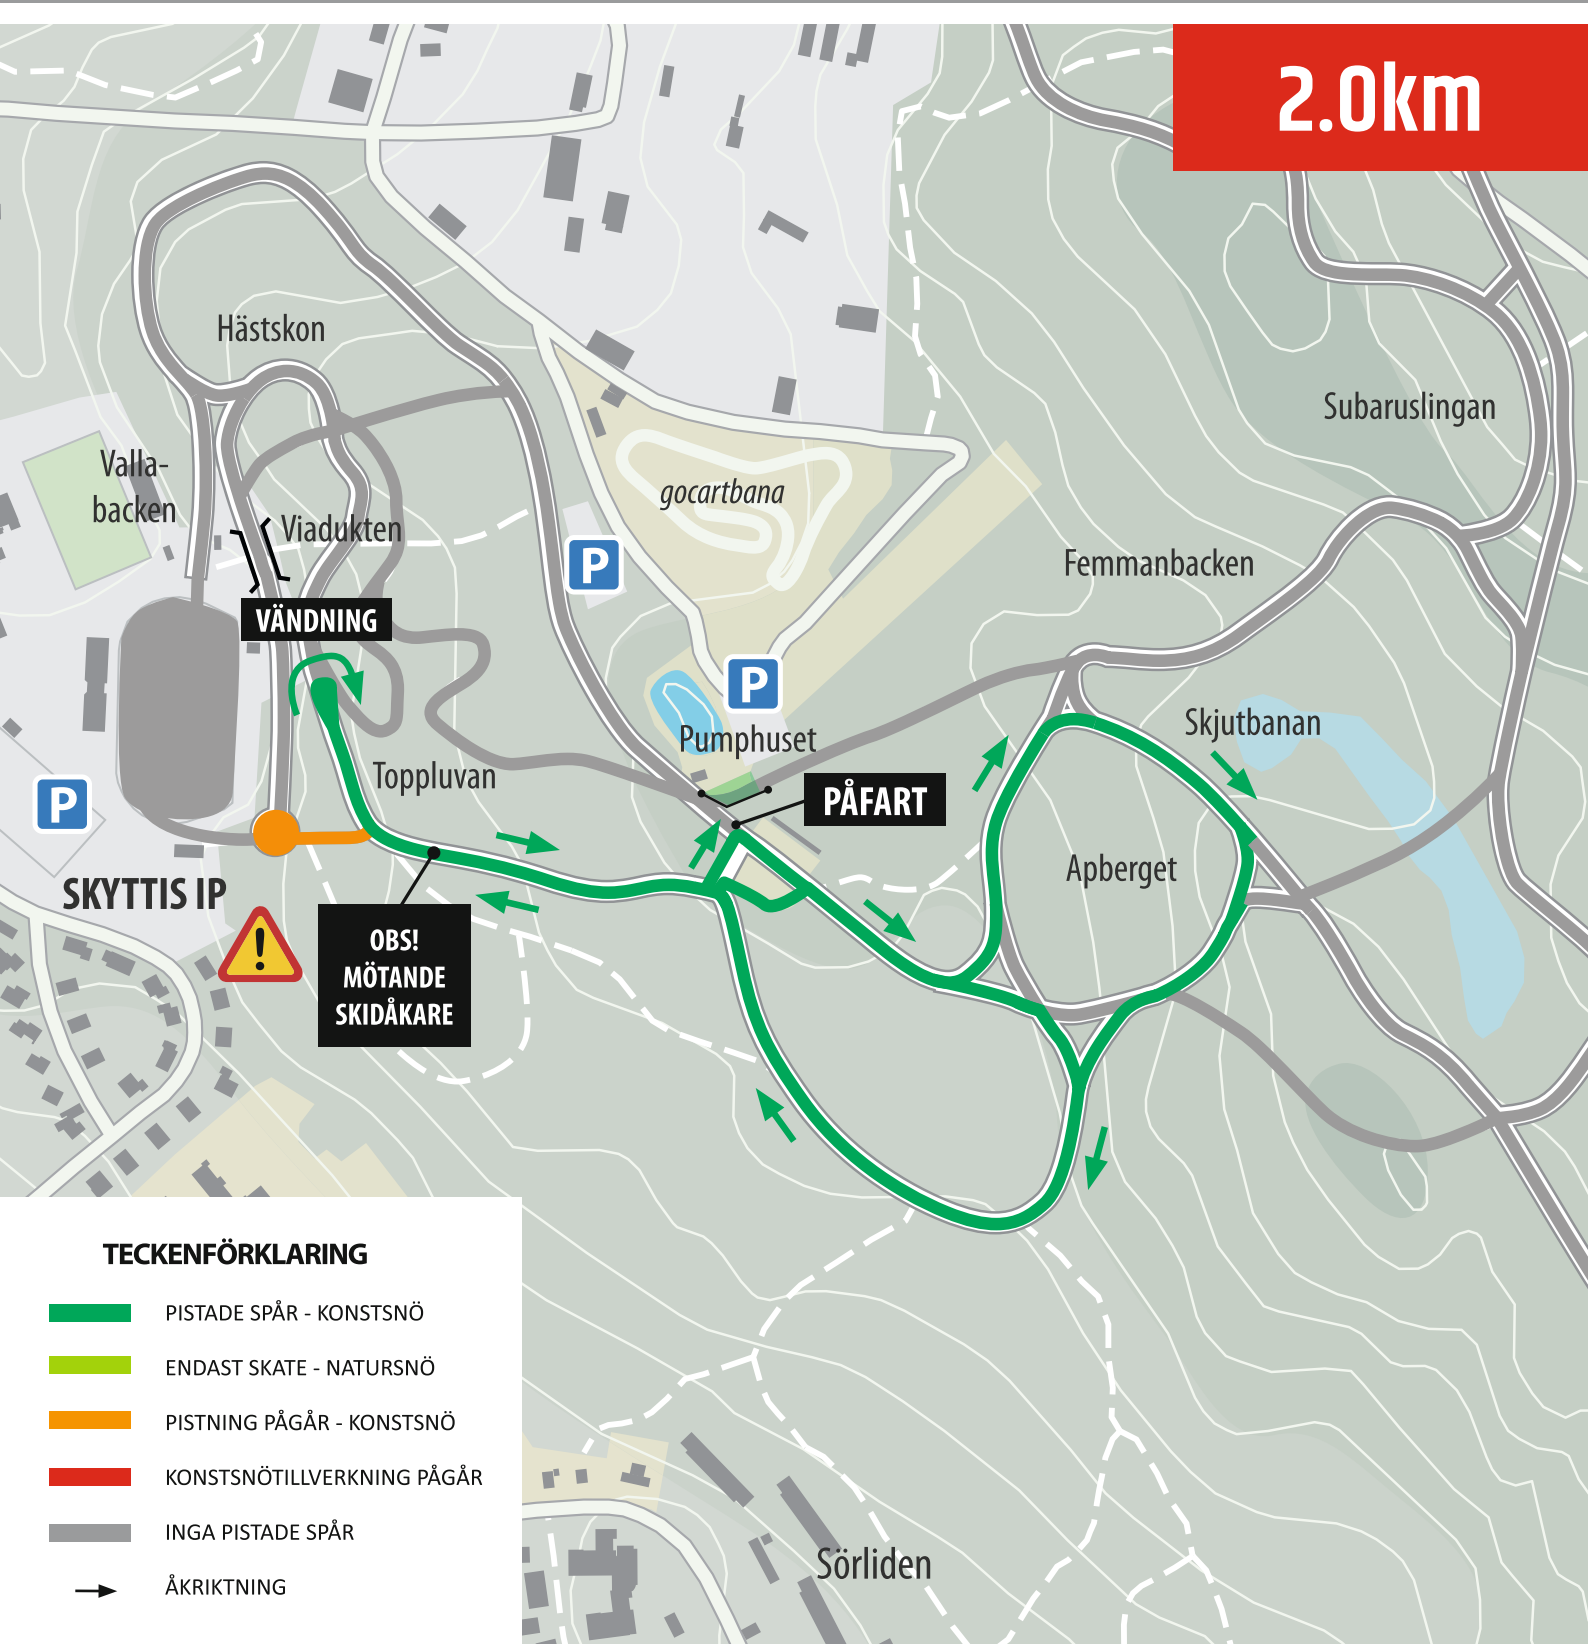 2.0km
Hästskon
Subaruslingan
Valla-
backen
gocartbana
Viadukten
P
Femmanbacken
VÄNDNING
P
Pumphuset
Skjutbanan
Toppluvan
P
PÅFART
Apberget
SKYTTIS IP
!
OBS!
MÖTANDE
SKIDÅKARE
TECKENFÖRKLARING
PISTADE SPÅR - KONSTSNÖ
ENDAST SKATE - NATURSNÖ
PISTNING PÅGÅR - KONSTSNÖ
KONSTSNÖTILLVERKNING PÅGÅR
INGA PISTADE SPÅR
ÅKRIKTNING
Sörliden